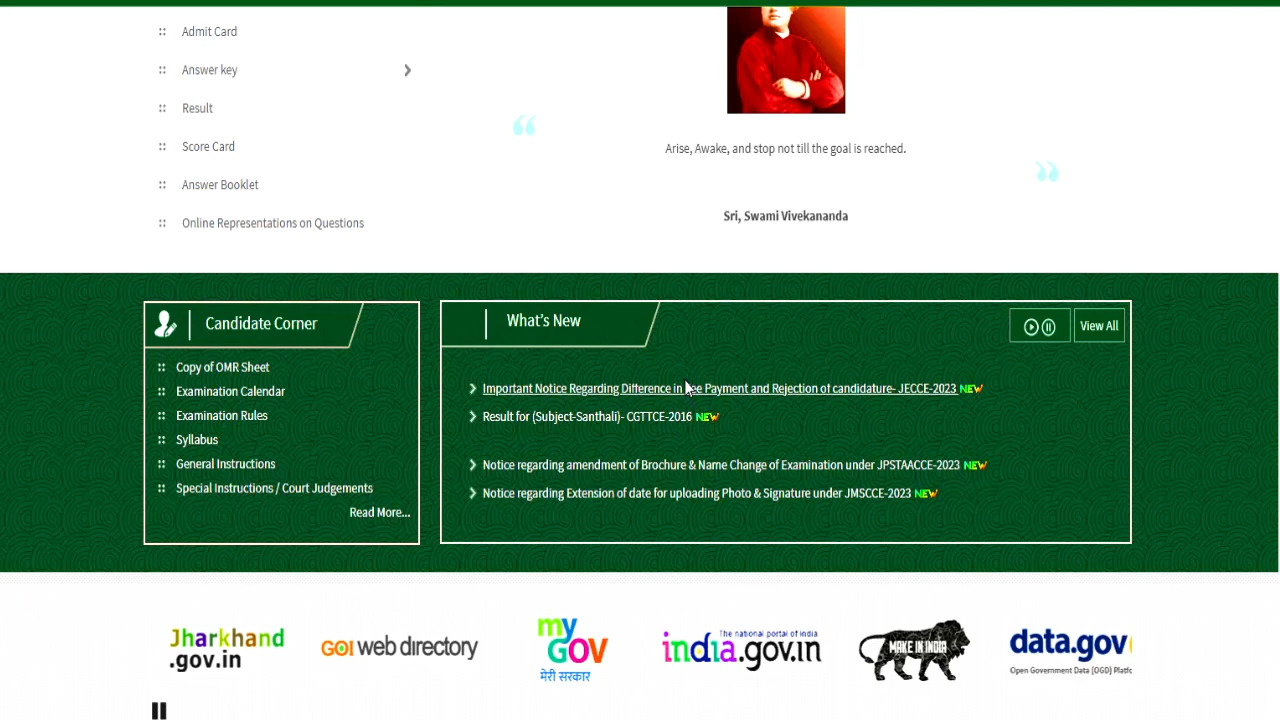 Admit Card
Answer key
Result
Score Card
Answer Booklet
Online Representations on Questions
Arise, Awake, and stop not till the goal is reached.
Sri, Swami Vivekananda
Candidate Corner
Copy of OMR Sheet
Examination Calendar
Examination Rules
Syllabus
General Instructions
Special Instructions / Court Judgements
Read More...
What's New
View All
Important Notice Regarding Difference in Fee Payment and Rejection of candidature- JECCE-2023 NEW
Result for (Subject-Santhali)- CGTTCE-2016 NEW
Notice regarding amendment of Brochure & Name Change of Examination under JPSTAACCE-2023 NEW
Notice regarding Extension of date for uploading Photo & Signature under JMSCCE-2023 NEW
Jharkhand
.gov.in
GOI web directory
my
GOV
मेरी सरकार
The national portal of India
india.gov.in
MAKE IN INDIA
data.gov
Open Government Data (OGD) Platfo